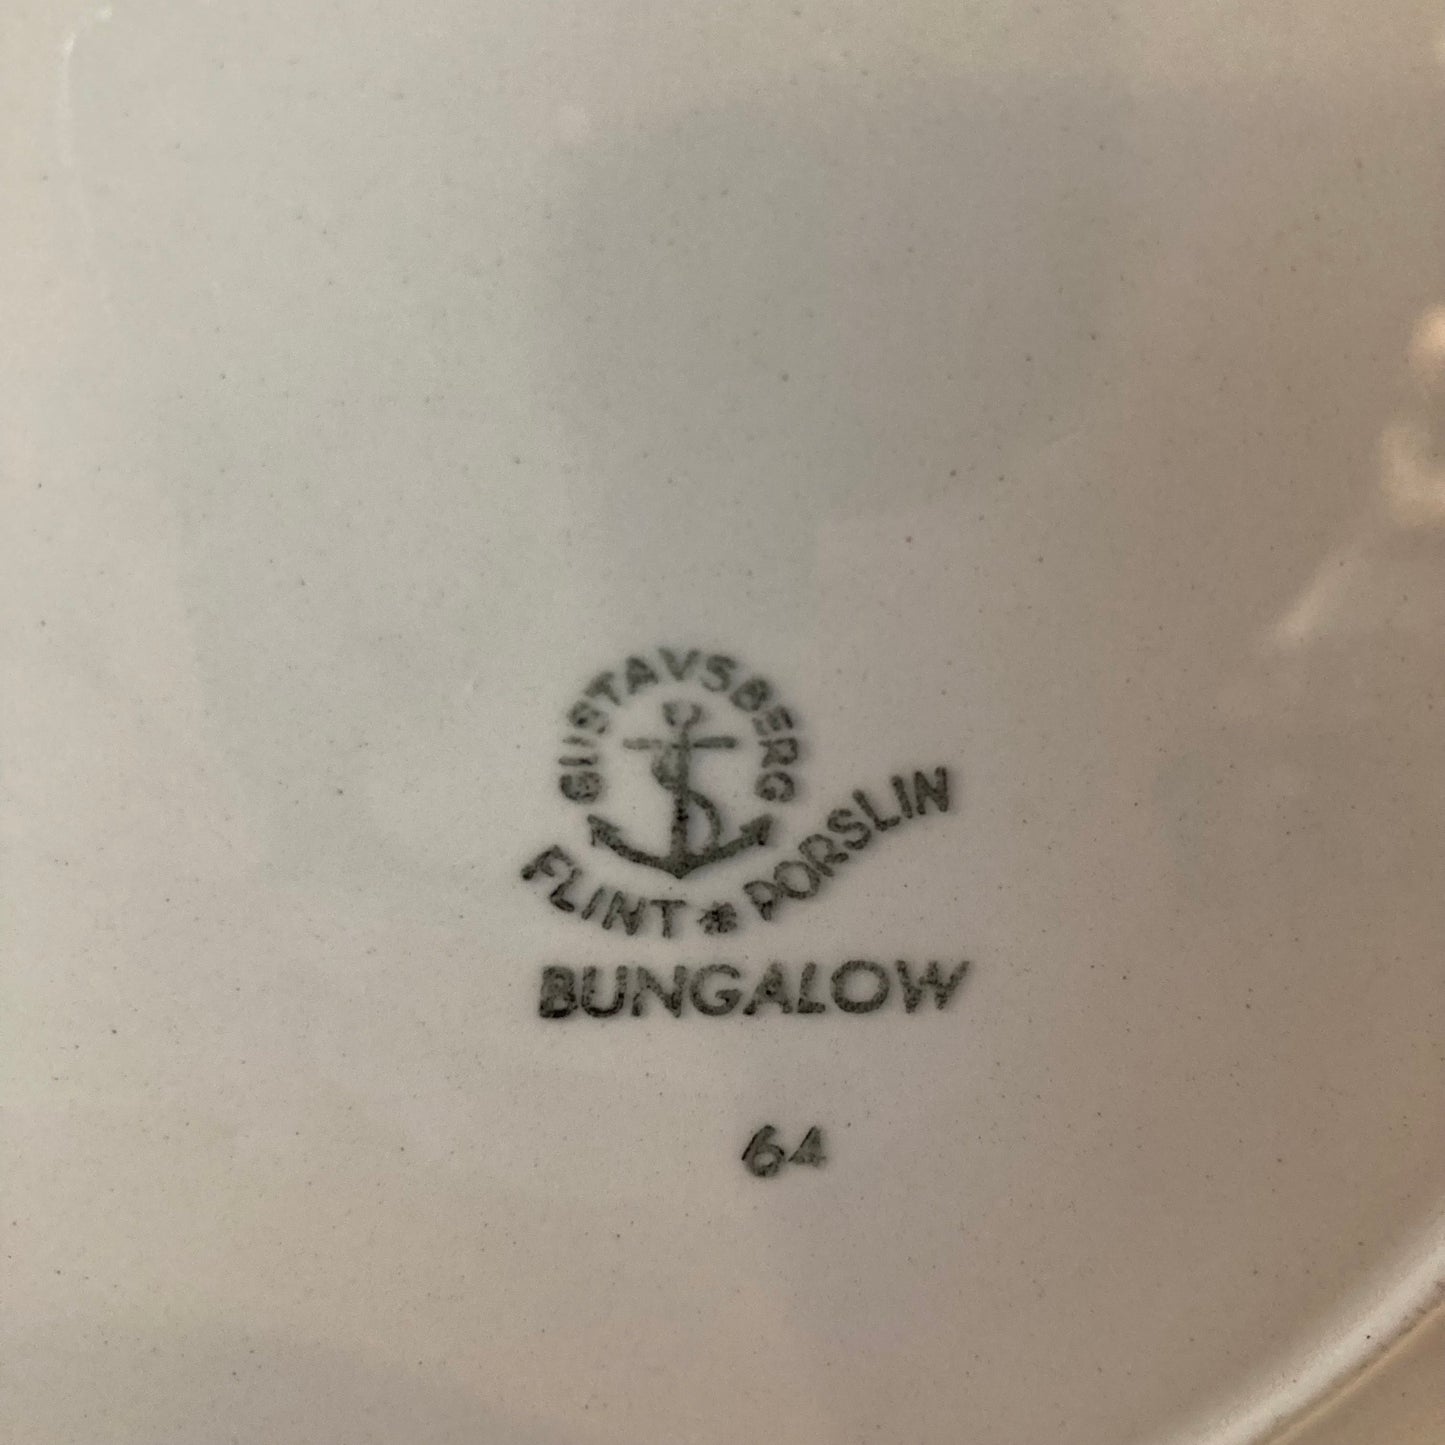 GUSTAVSBERG
FLINT * PORSLIN
BUNGALOW
64